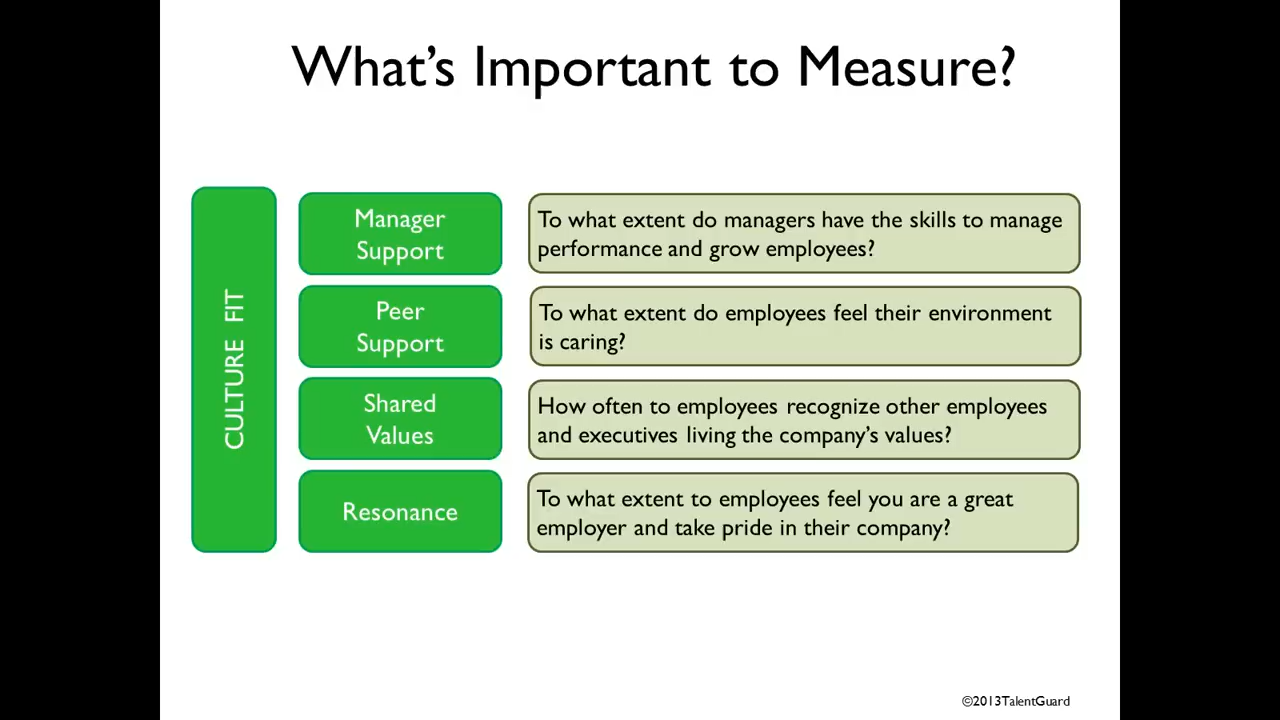 What's Important to Measure?
CULTURE FIT
Manager
Support
To what extent do managers have the skills to manage
performance and grow employees?
Peer
Support
To what extent do employees feel their environment
is caring?
Shared
Values
How often to employees recognize other employees
and executives living the company's values?
Resonance
To what extent to employees feel you are a great
employer and take pride in their company?
©2013TalentGuard